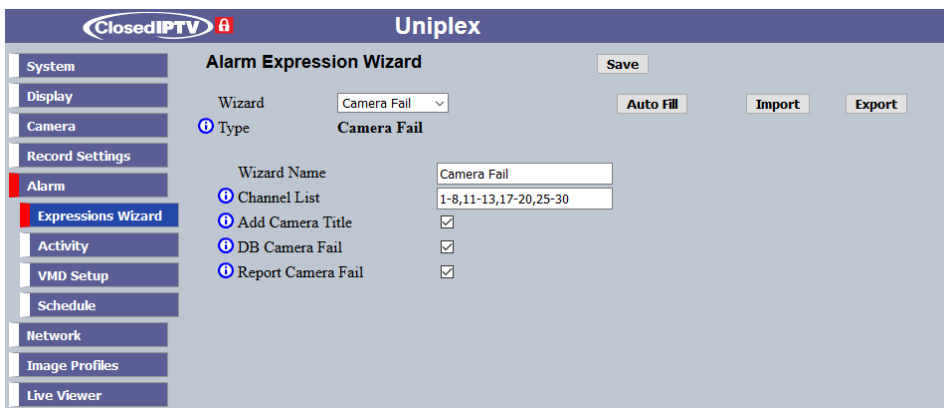 ClosedIPTV
Uniplex
System
Display
Camera
Record Settings
Alarm
Expressions Wizard
Activity
VMD Setup
Schedule
Network
Image Profiles
Live Viewer
Alarm Expression Wizard
Save
Wizard
Camera Fail
Auto Fill
Import
Export
Type
Camera Fail
Wizard Name
Camera Fail
Channel List
1-8,11-13,17-20,25-30
Add Camera Title
DB Camera Fail
Report Camera Fail